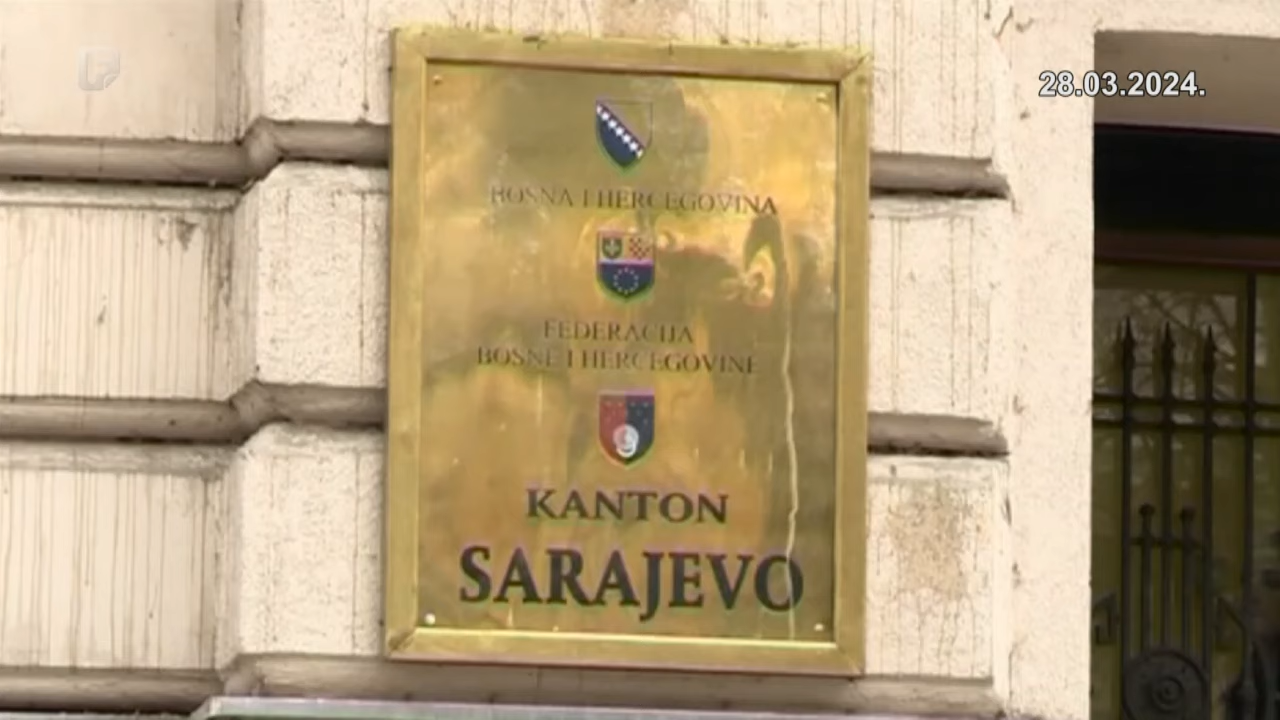 28.03.2024.
BOSNA I HERCEGOVINA
FEDERACIJA
BOSNE I HERCEGOVINE
KANTON
SARAJEVO